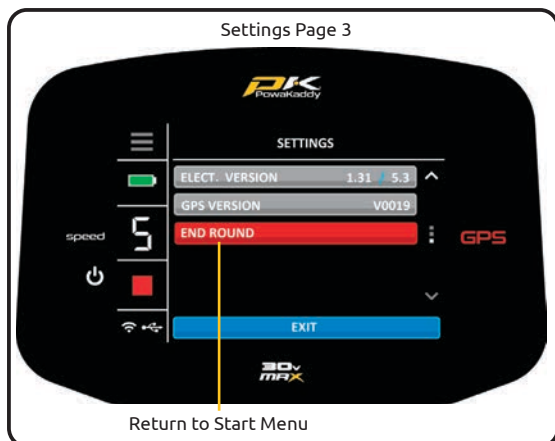 Settings Page 3
PK
PowaKaddy
SETTINGS
ELECT. VERSION 1.31 5.3
GPS VERSION V0019
speed 5
END ROUND
GPS
EXIT
30v
MAX
Return to Start Menu